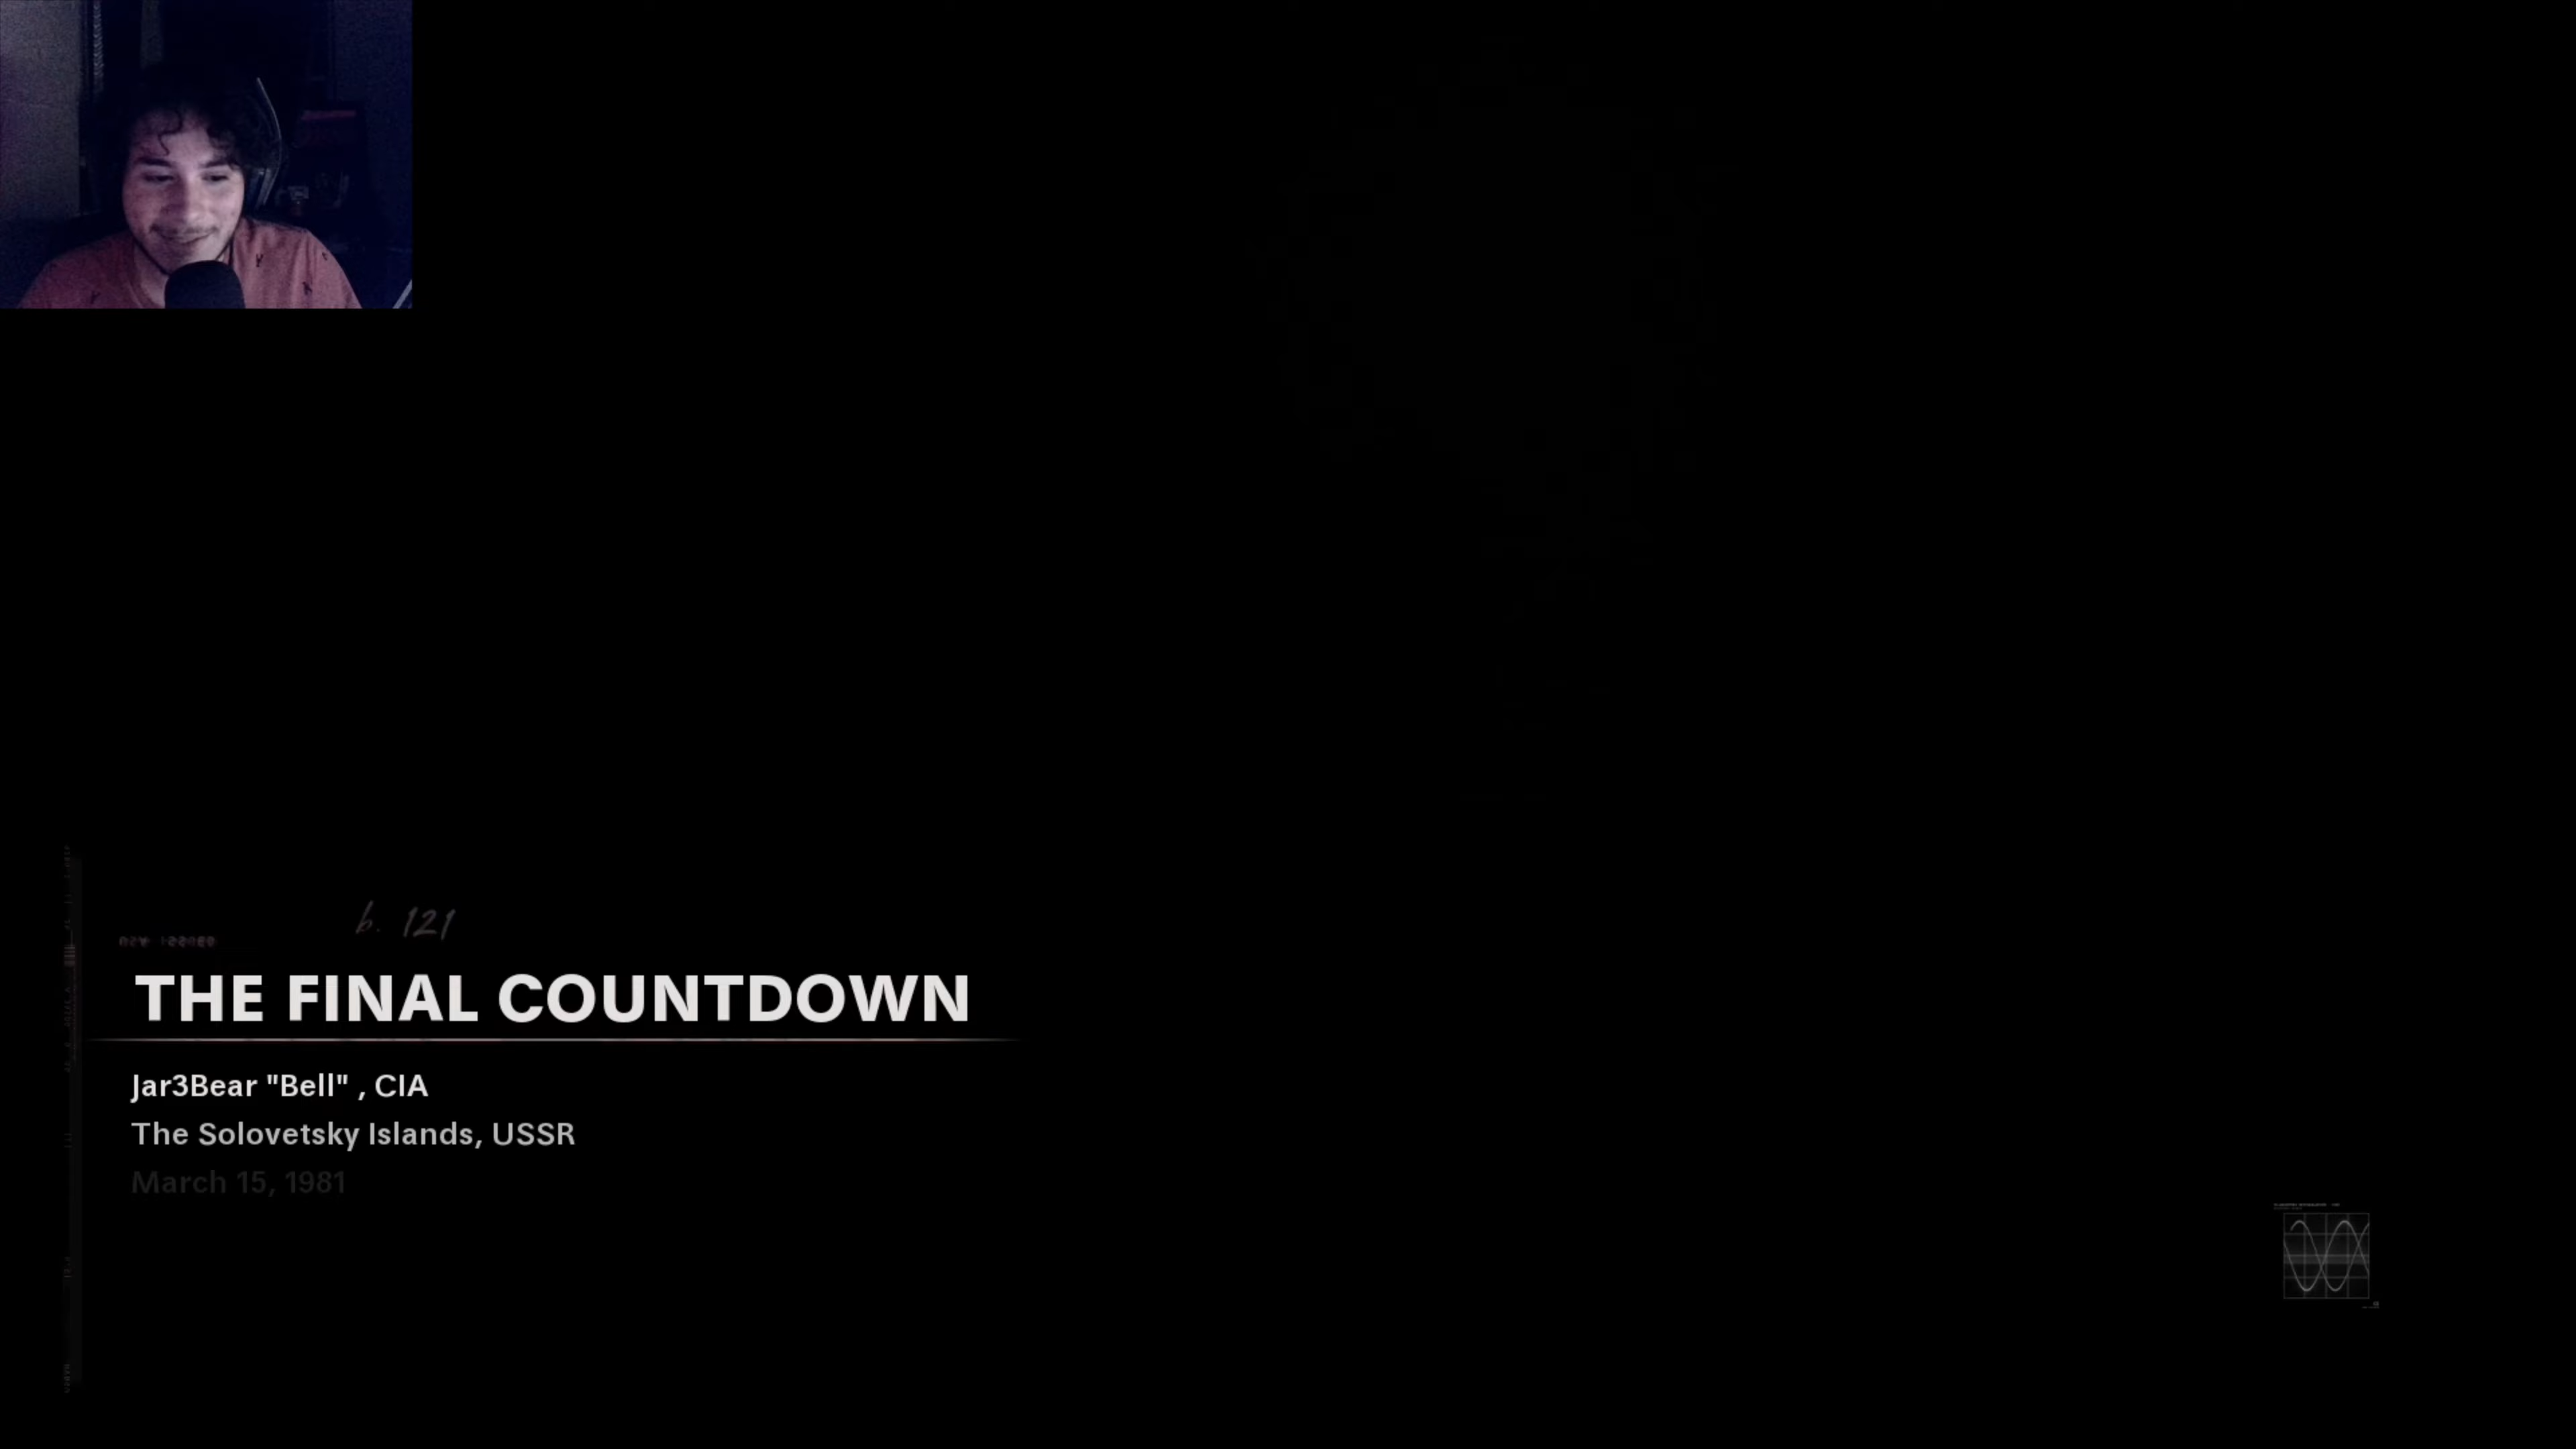 b. 121
THE FINAL COUNTDOWN
Jar3Bear "Bell" , CIA
The Solovetsky Islands, USSR
March 15, 1981